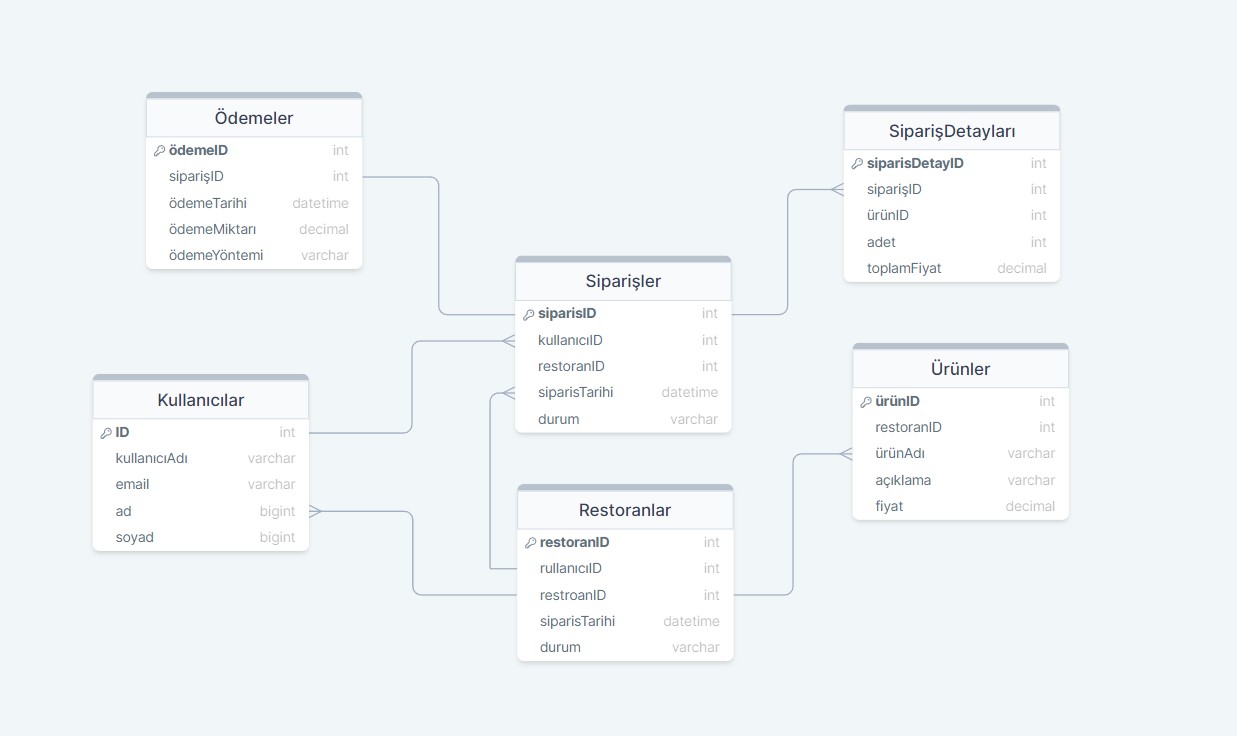 Ödemeler
ödemeID int
siparişID int
ödemeTarihi datetime
ödemeMiktarı decimal
ödemeYöntemi varchar
SiparişDetayları
siparisDetayID int
siparişID int
ürünID int
adet int
toplamFiyat decimal
Siparişler
siparisID int
kullanıcıID int
restoranID int
siparisTarihi datetime
durum varchar
Ürünler
ürünID int
restoranID int
ürünAdı varchar
açıklama varchar
fiyat decimal
Kullanıcılar
ID int
kullanıcıAdı varchar
email varchar
ad bigint
soyad bigint
Restoranlar
restoranID int
rullanıcıID int
restroanID int
siparisTarihi datetime
durum varchar